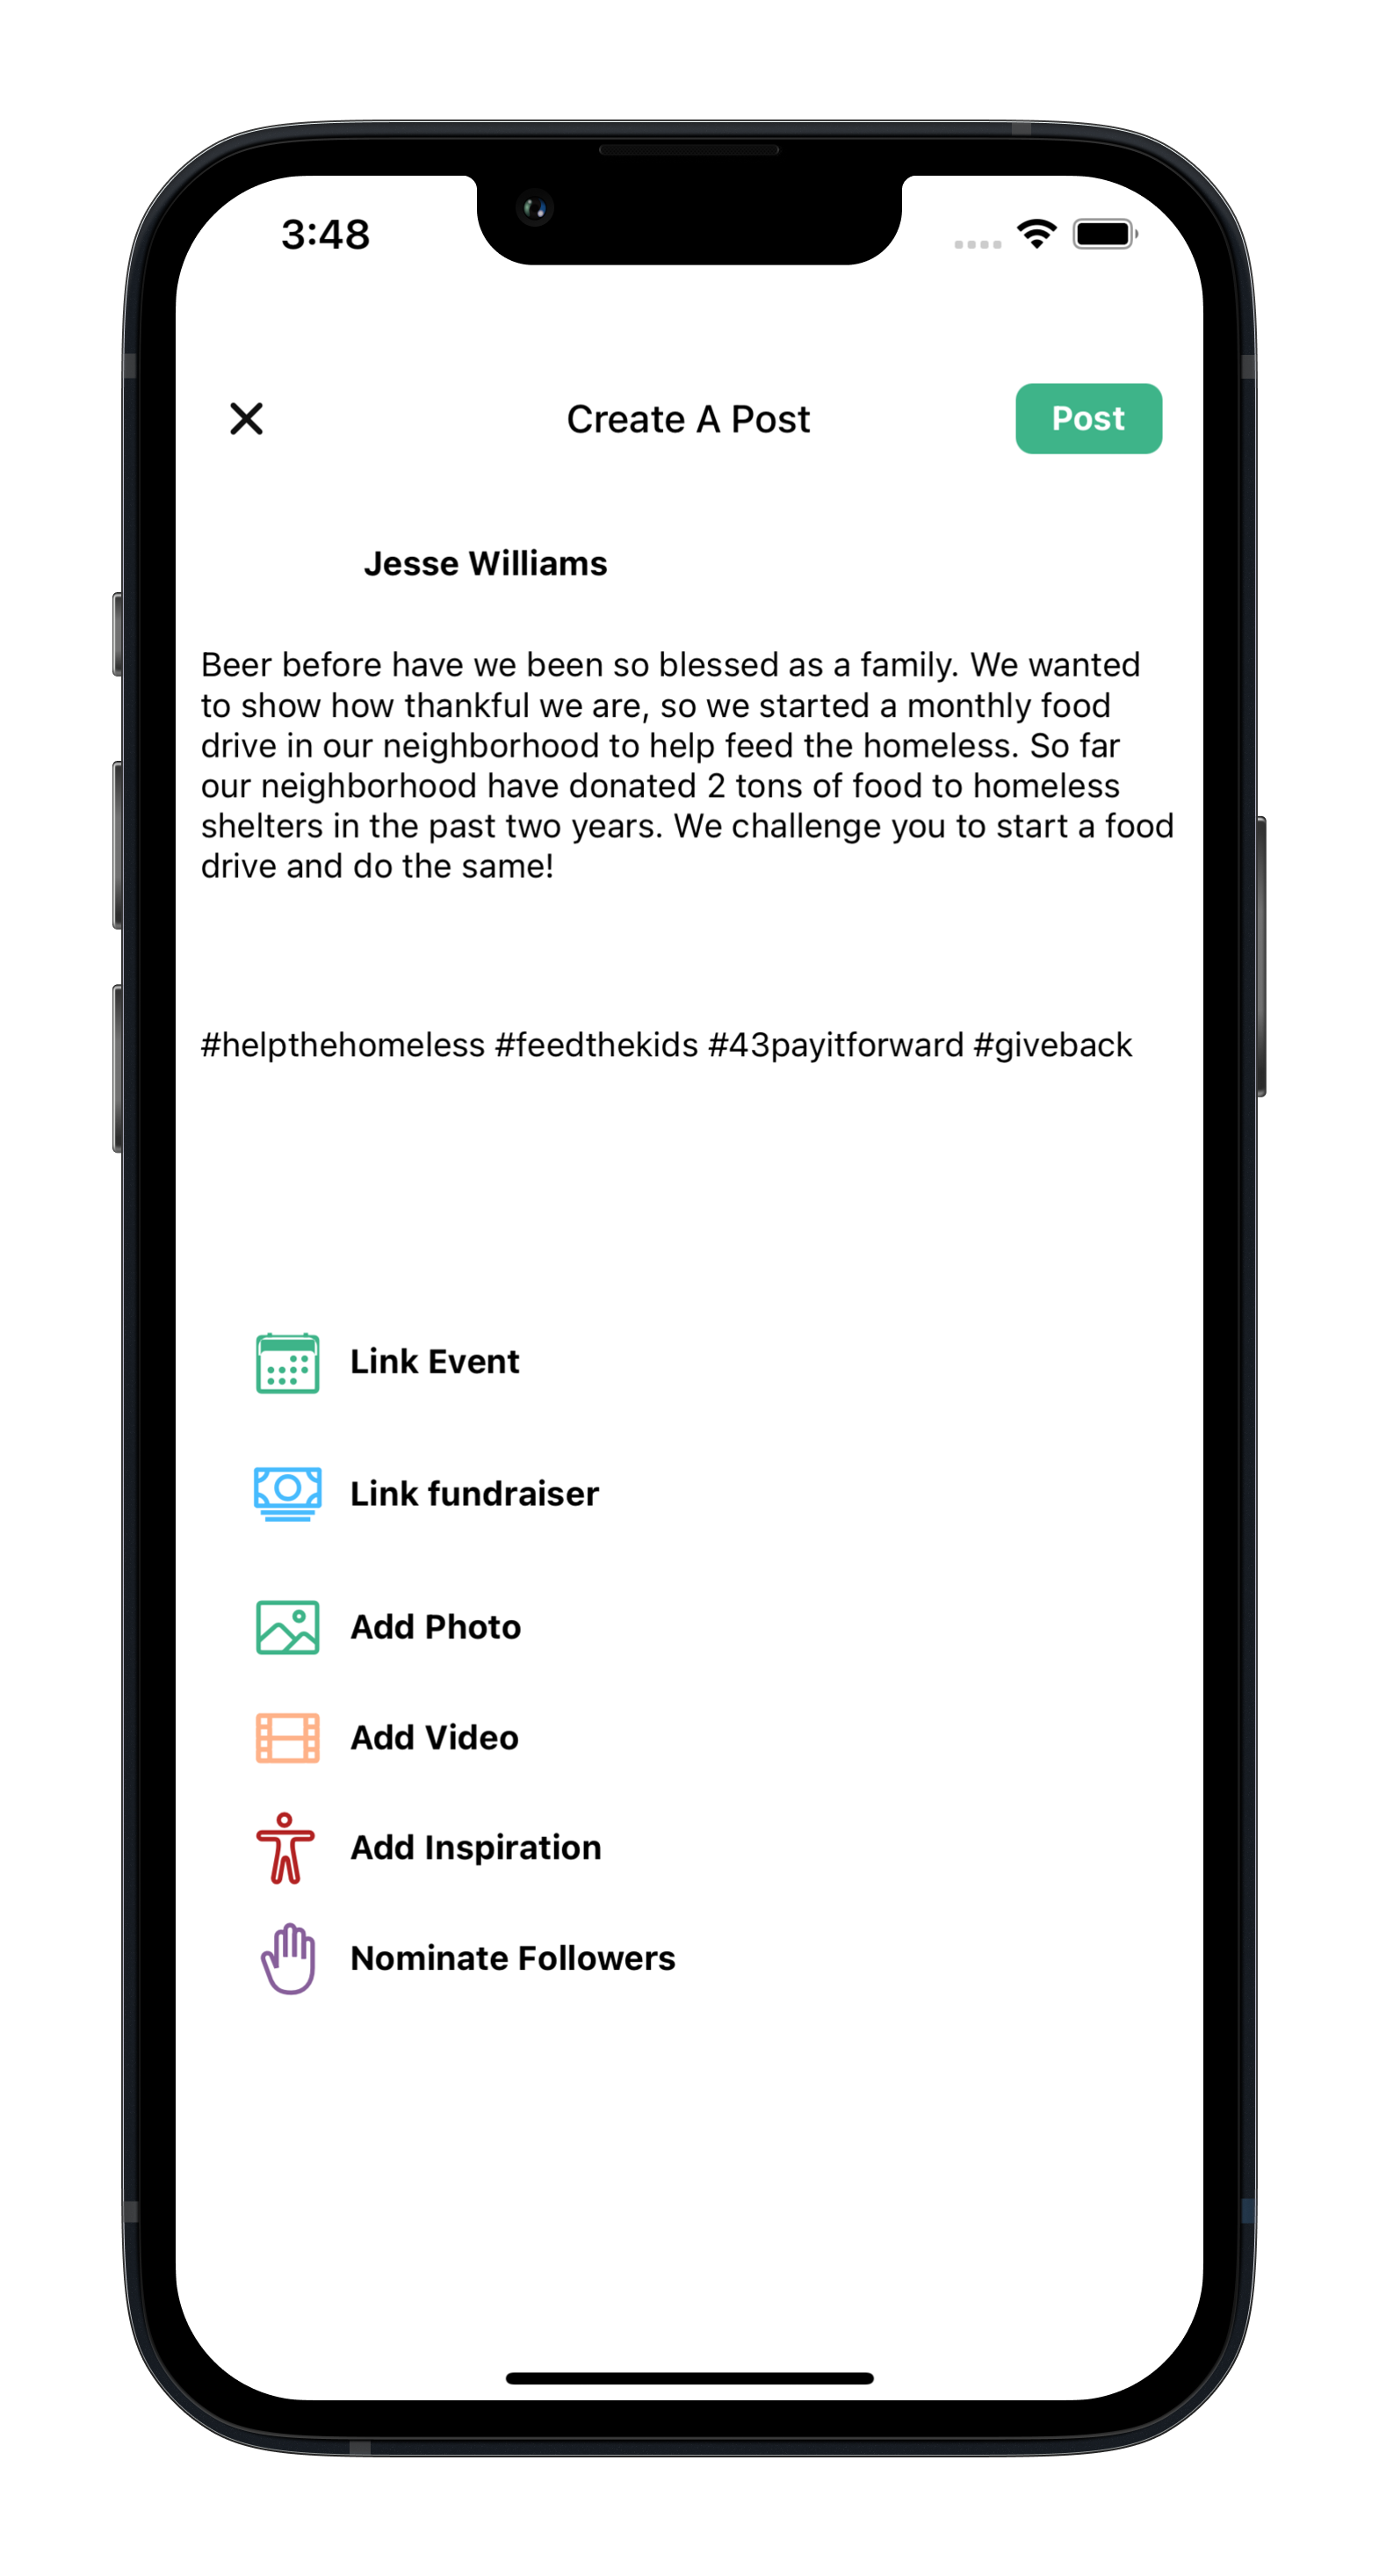 3:48
Create A Post
Post
Jesse Williams
Beer before have we been so blessed as a family. We wanted
to show how thankful we are, so we started a monthly food
drive in our neighborhood to help feed the homeless. So far
our neighborhood have donated 2 tons of food to homeless
shelters in the past two years. We challenge you to start a food
drive and do the same!
#helpthehomeless #feedthekids #43payitforward #giveback
Link Event
Link fundraiser
Add Photo
Add Video
Add Inspiration
Nominate Followers